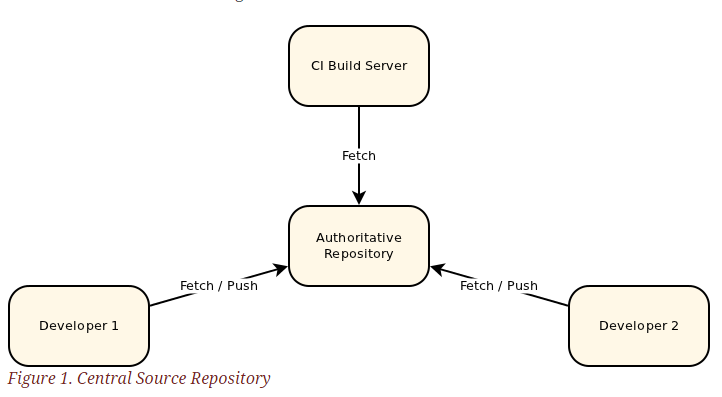 CI Build Server
Fetch
Authoritative
Repository
Fetch / Push
Fetch / Push
Developer 1
Developer 2
Figure 1. Central Source Repository